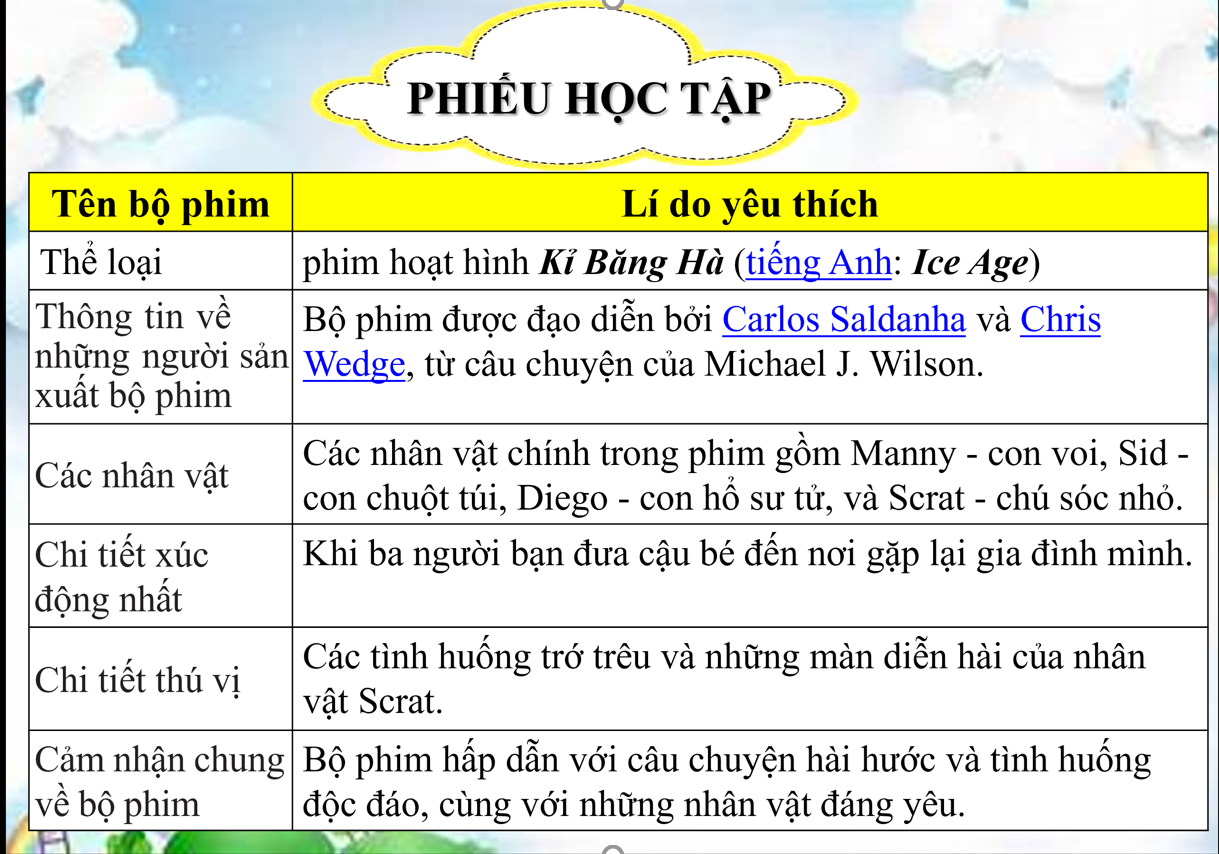 PHIẾU HỌC TẬP
Tên bộ phim
Lí do yêu thích
Thể loại
phim hoạt hình Kỉ Băng Hà (tiếng Anh: Ice Age)
Thông tin về
những người sản
xuất bộ phim
Bộ phim được đạo diễn bởi Carlos Saldanha và Chris
Wedge, từ câu chuyện của Michael J. Wilson.
Các nhân vật
Các nhân vật chính trong phim gồm Manny - con voi, Sid -
con chuột túi, Diego - con hổ sư tử, và Scrat - chú sóc nhỏ.
Chi tiết xúc
động nhất
Khi ba người bạn đưa cậu bé đến nơi gặp lại gia đình mình.
Chi tiết thú vị
Các tình huống trớ trêu và những màn diễn hài của nhân
vật Scrat.
Cảm nhận chung
về bộ phim
Bộ phim hấp dẫn với câu chuyện hài hước và tình huống
độc đáo, cùng với những nhân vật đáng yêu.